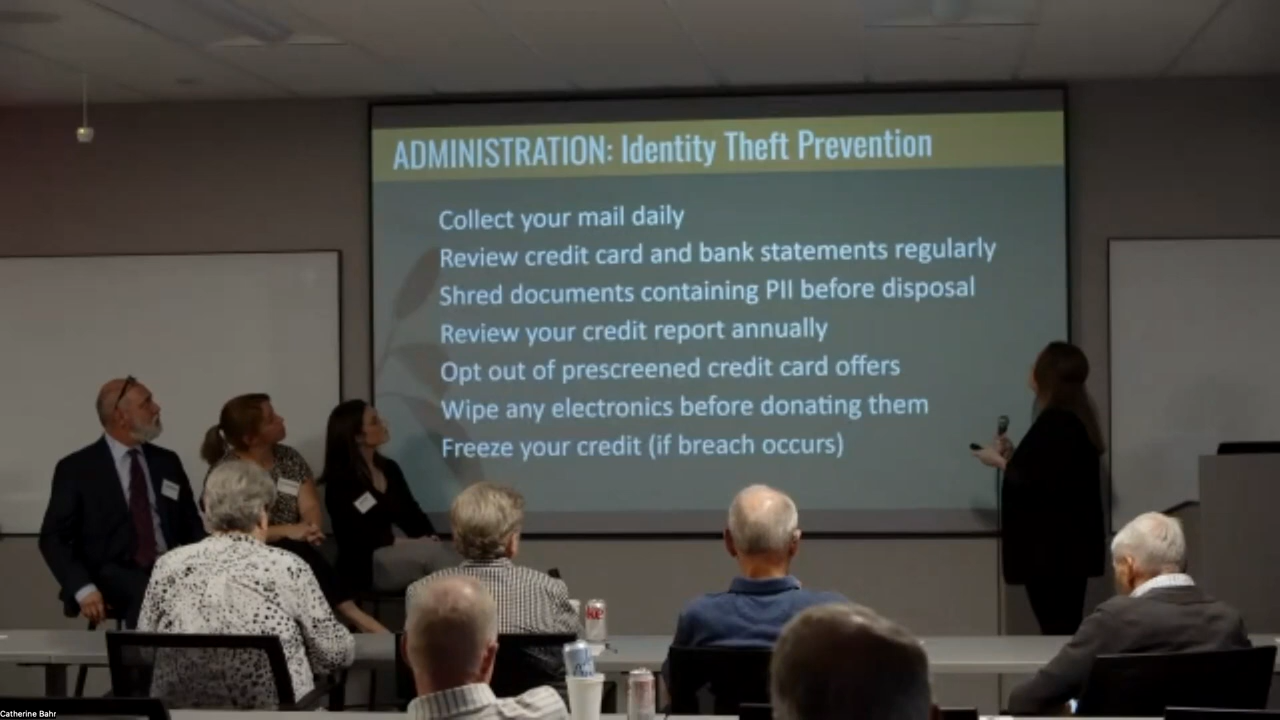 ADMINISTRATION: Identity Theft Prevention
Collect your mail daily
Review credit card and bank statements regularly
Shred documents containing PII before disposal
Review your credit report annually
Opt out of prescreened credit card offers
Wipe any electronics before donating them
Freeze your credit (if breach occurs)
Catherine Bahr